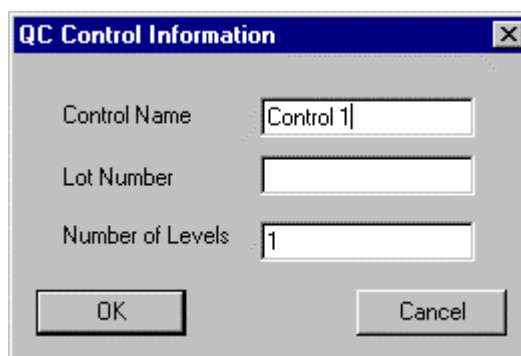 QC Control Information
Control Name Control 1
Lot Number
Number of Levels 1
OK Cancel